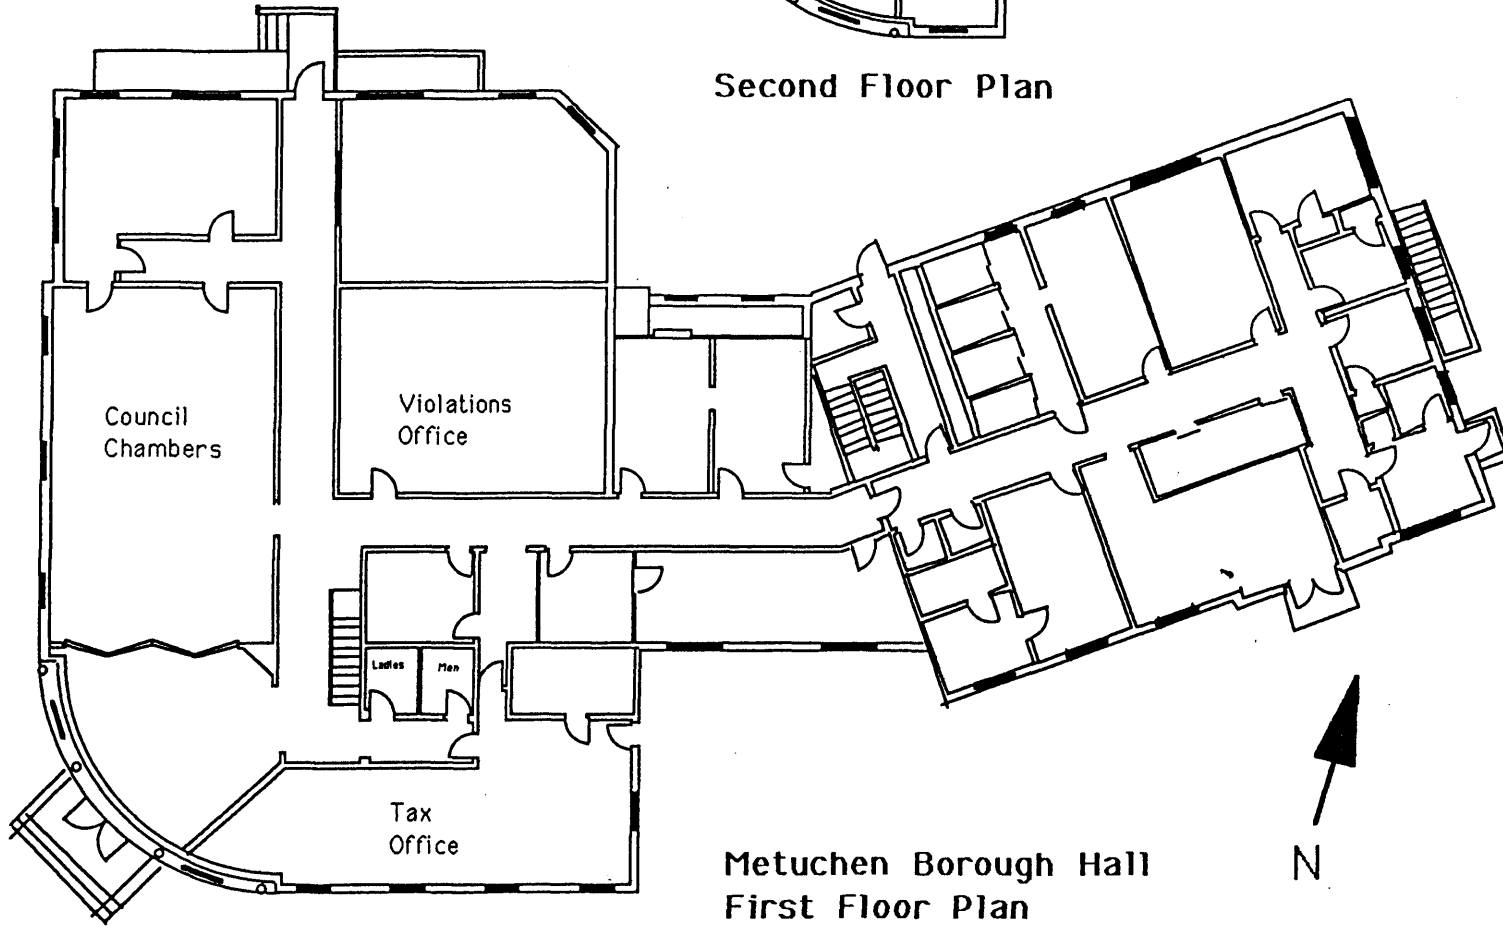 Second Floor Plan
Council
Chambers
Violations
Office
Ladies
Men
Tax
Office
N
Metuchen Borough Hall
First Floor Plan